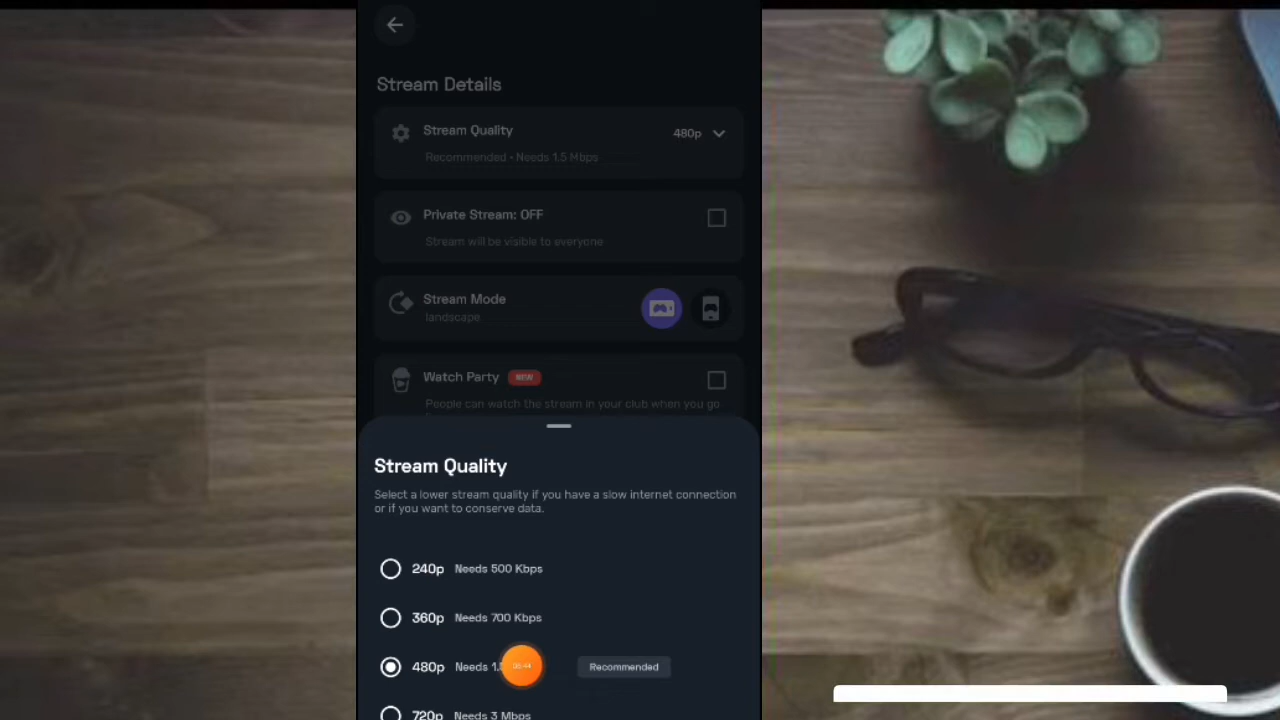 Stream Details
Stream Quality
480p
Recommended • Needs 1.5 Mbps
Private Stream: OFF
Stream will be visible to everyone
Stream Mode
landscape.
Watch Party NEW
People can watch the stream in your club when you go
Stream Quality
Select a lower stream quality if you have a slow internet connection
or if you want to conserve data.
240p Needs 500 Kbps
360p Needs 700 Kbps
480p Needs Recommended
720p Needs 3 Mbps